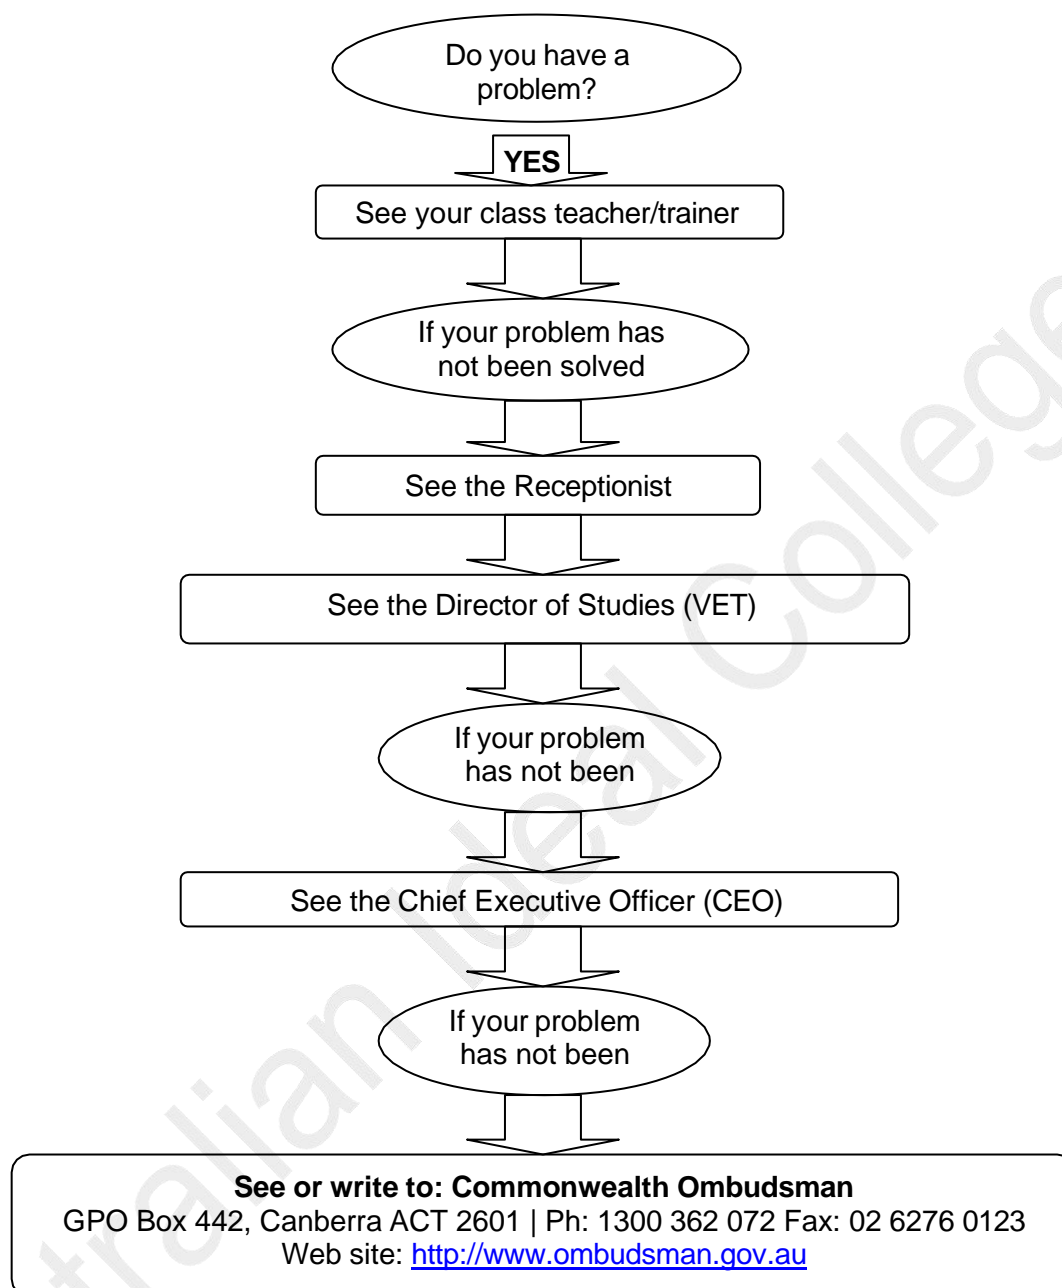 Do you have a
problem?
YES
See your class teacher/trainer
If your problem has
not been solved
See the Receptionist
See the Director of Studies (VET)
If your problem
has not been
See the Chief Executive Officer (CEO)
If your problem
has not been
See or write to: Commonwealth Ombudsman
GPO Box 442, Canberra ACT 2601 | Ph: 1300 362 072 Fax: 02 6276 0123
Web site: http://www.ombudsman.gov.au
tralian Ideal College